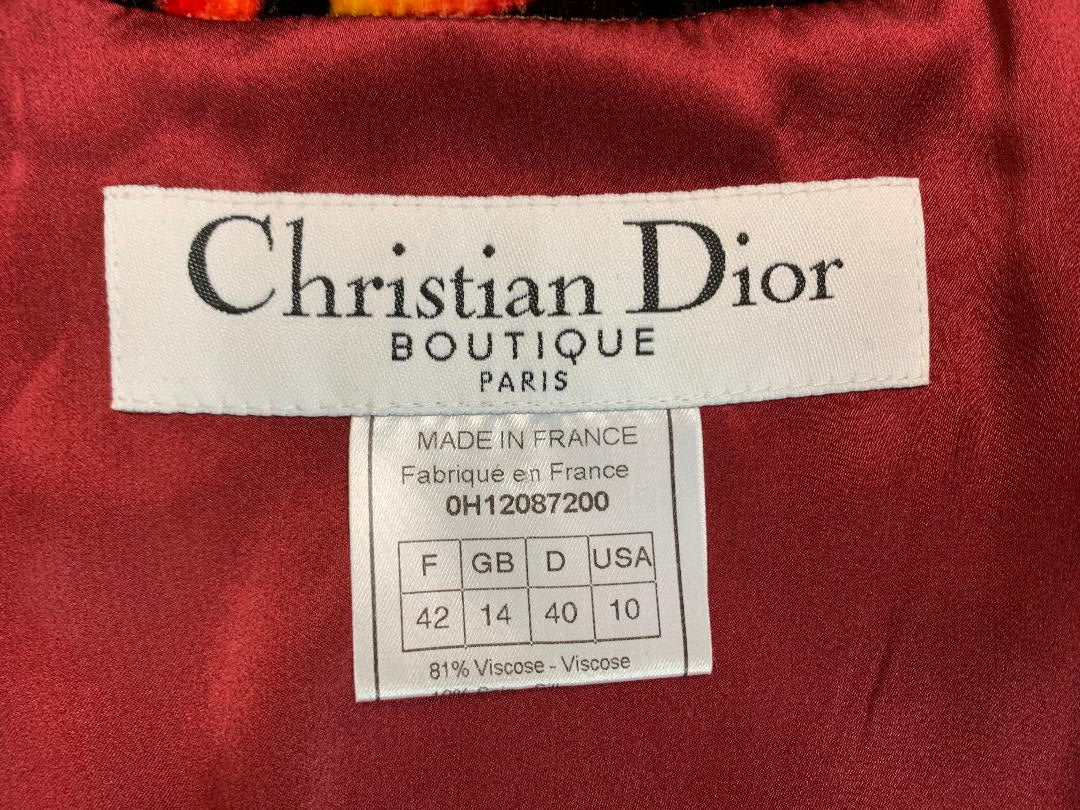 Christian Dior
BOUTIQUE
PARIS
MADE IN FRANCE
Fabriqué en France
0H12087200
F GB D USA
42 14 40 10
81% Viscose - Viscose